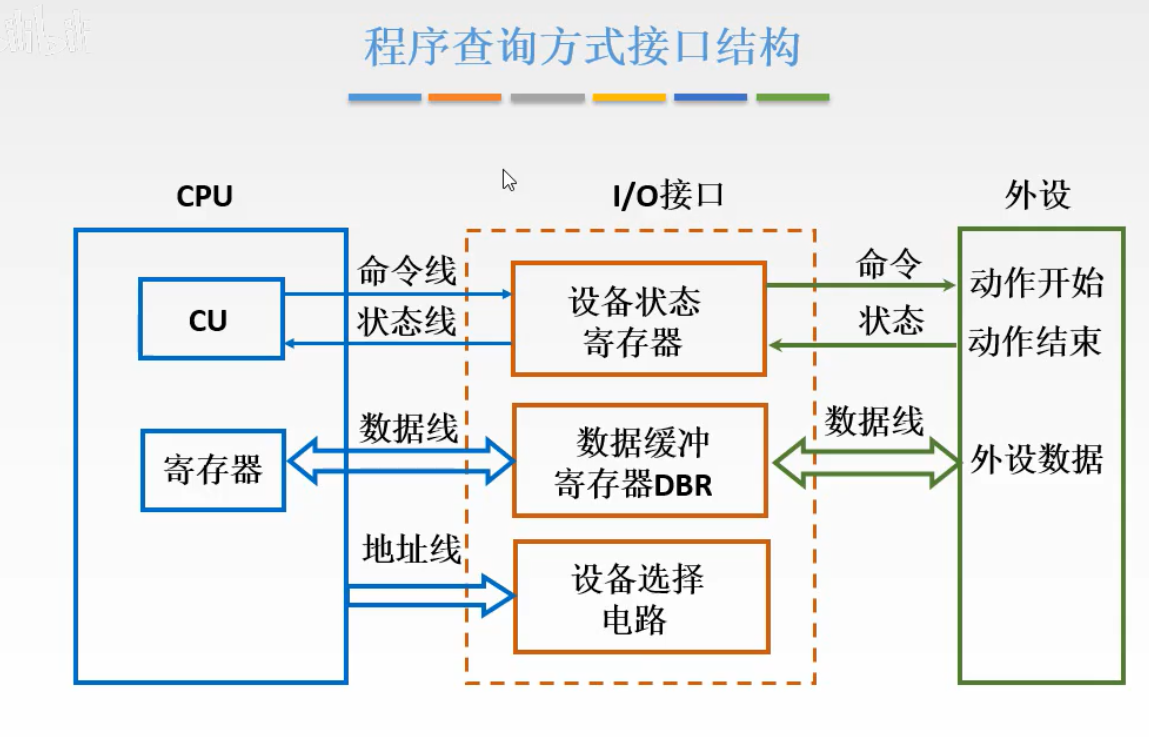 程序查询方式接口结构
CPU
I/O接口
外设
命令线
命令
CU
设备状态
寄存器
动作开始
状态线
状态
动作结束
数据线
数据线
寄存器
数据缓冲
寄存器DBR
外设数据
地址线
设备选择
电路